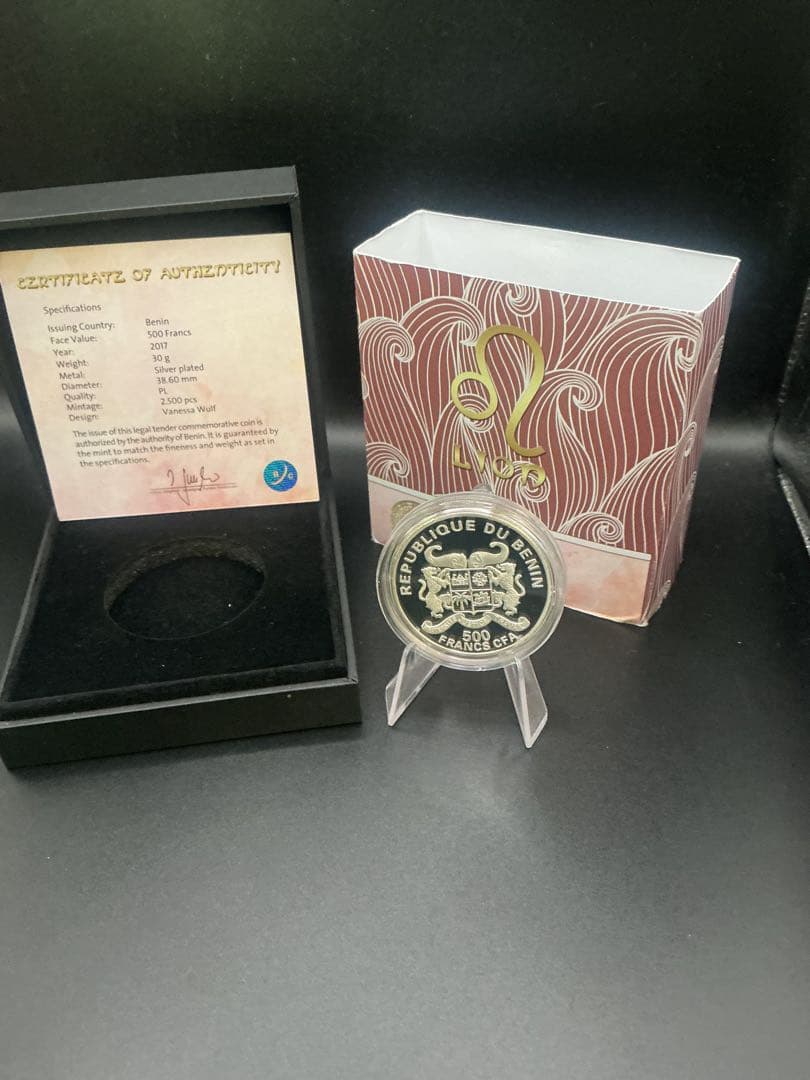 CERTIFICATE OF AUTHENTICITY
Specifications
Issuing Country: Benin
Face Value: 500 Francs
Year: 2017
Weight: 30 g
Metal: Silver plated
Diameter: 38.60 mm
Quality: PL
Mintage: 2.500 pcs
Design: Vanessa Wulf
The issue of this legal tender commemorative coin is
authorized by the authority of Benin. It is guaranteed by
the mint to match the fineness and weight as set in
the specifications.
LION
REPUBLIQUE DU BENIN
500
FRANCS CFA